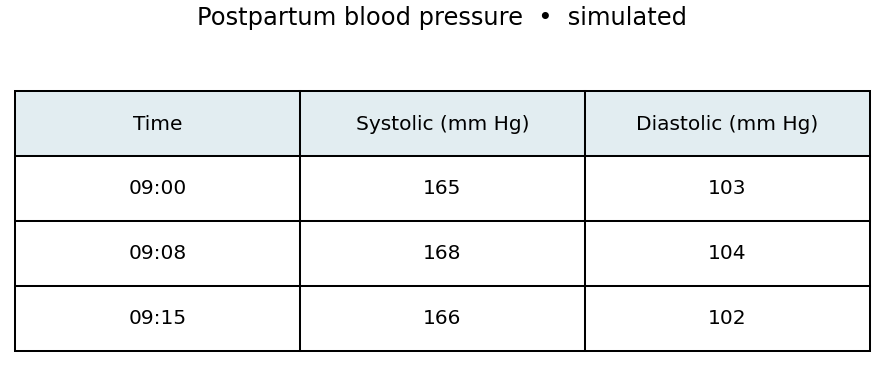 Postpartum blood pressure • simulated
Time Systolic (mm Hg) Diastolic (mm Hg)
09:00 165 103
09:08 168 104
09:15 166 102